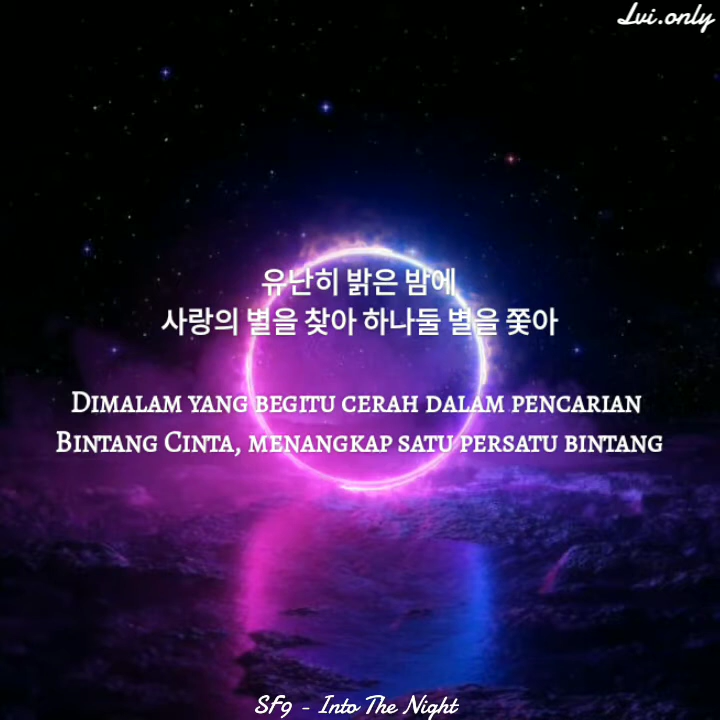 Lvi.only
유난히 밝은 밤에
사랑의 별을 찾아 하나둘 별을 쫓아
Dimalam yang begitu cerah dalam pencarian
Bintang Cinta, menangkap satu persatu bintang
SF9 - Into The Night